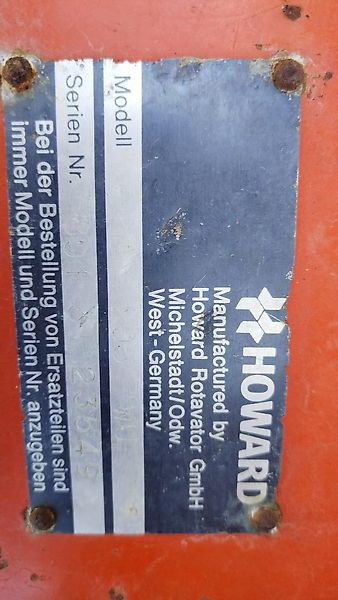 HOWARD
Manufactured by
Howard Rotavator GmbH
Michelstadt/Odw.
West-Germany
Modell
Serien Nr.
Bei der Bestellung von Ersatzteilen sind
immer Modell und Serien Nr. anzugeben